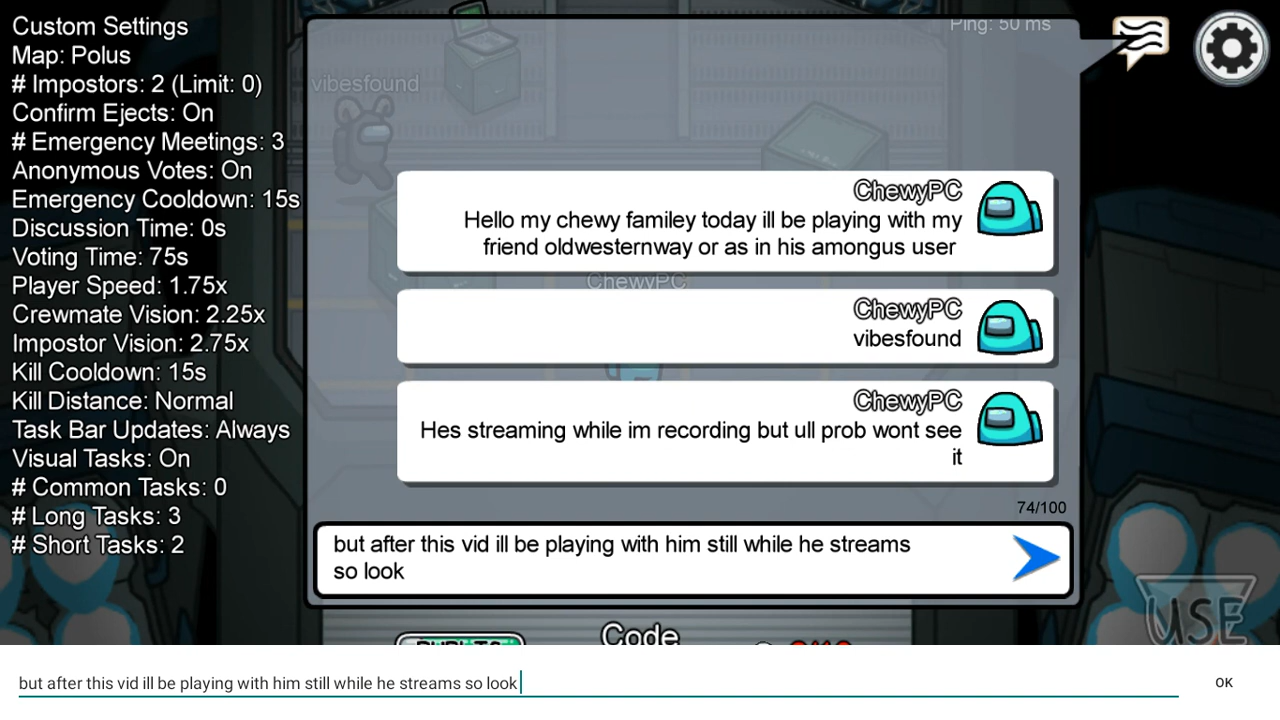 Custom Settings
Map: Polus
# Impostors: 2 (Limit: 0)
Confirm Ejects: On
# Emergency Meetings: 3
Anonymous Votes: On
Emergency Cooldown: 15s
Discussion Time: 0s
Voting Time: 75s
Player Speed: 1.75x
Crewmate Vision: 2.25x
Impostor Vision: 2.75x
Kill Cooldown: 15s
Kill Distance: Normal
Task Bar Updates: Always
Visual Tasks: On
# Common Tasks: 0
# Long Tasks: 3
# Short Tasks: 2
Ping: 50 ms
vibesfound
ChewyPC
Hello my chewy familey today ill be playing with my
friend oldwesternway or as in his amongus user
ChewyPC
ChewyPC
vibesfound
ChewyPC
Hes streaming while im recording but ull prob wont see
it
74/100
but after this vid ill be playing with him still while he streams
so look
USE
Code
but after this vid ill be playing with him still while he streams so look
OK